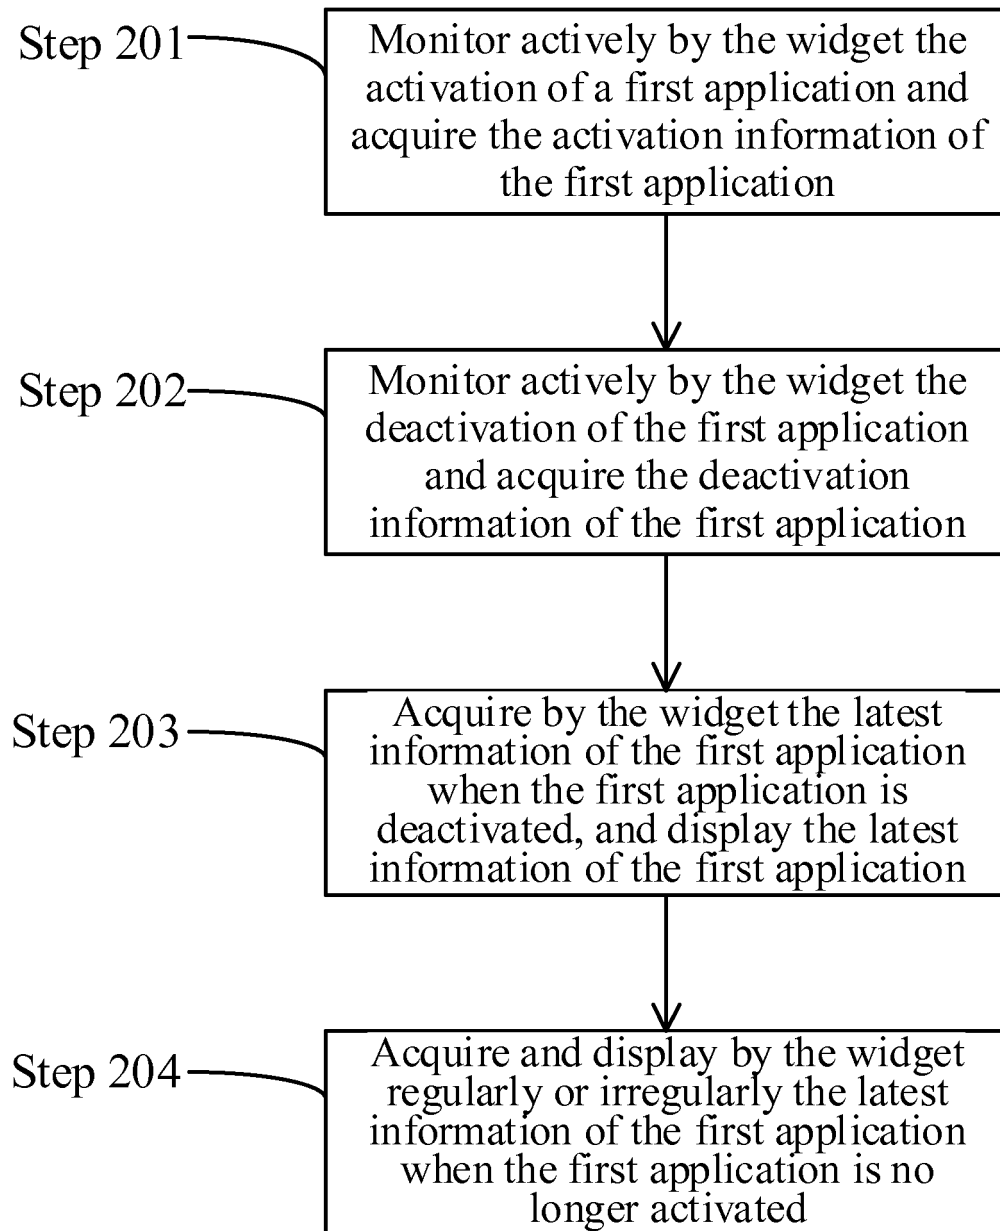 Step 201
Monitor actively by the widget the
activation of a first application and
acquire the activation information of
the first application
Step 202
Monitor actively by the widget the
deactivation of the first application
and acquire the deactivation
information of the first application
Step 203
Acquire by the widget the latest
information of the first application
when the first application is
deactivated, and display the latest
information of the first application
Step 204
Acquire and display by the widget
regularly or irregularly the latest
information of the first application
when the first application is no
longer activated